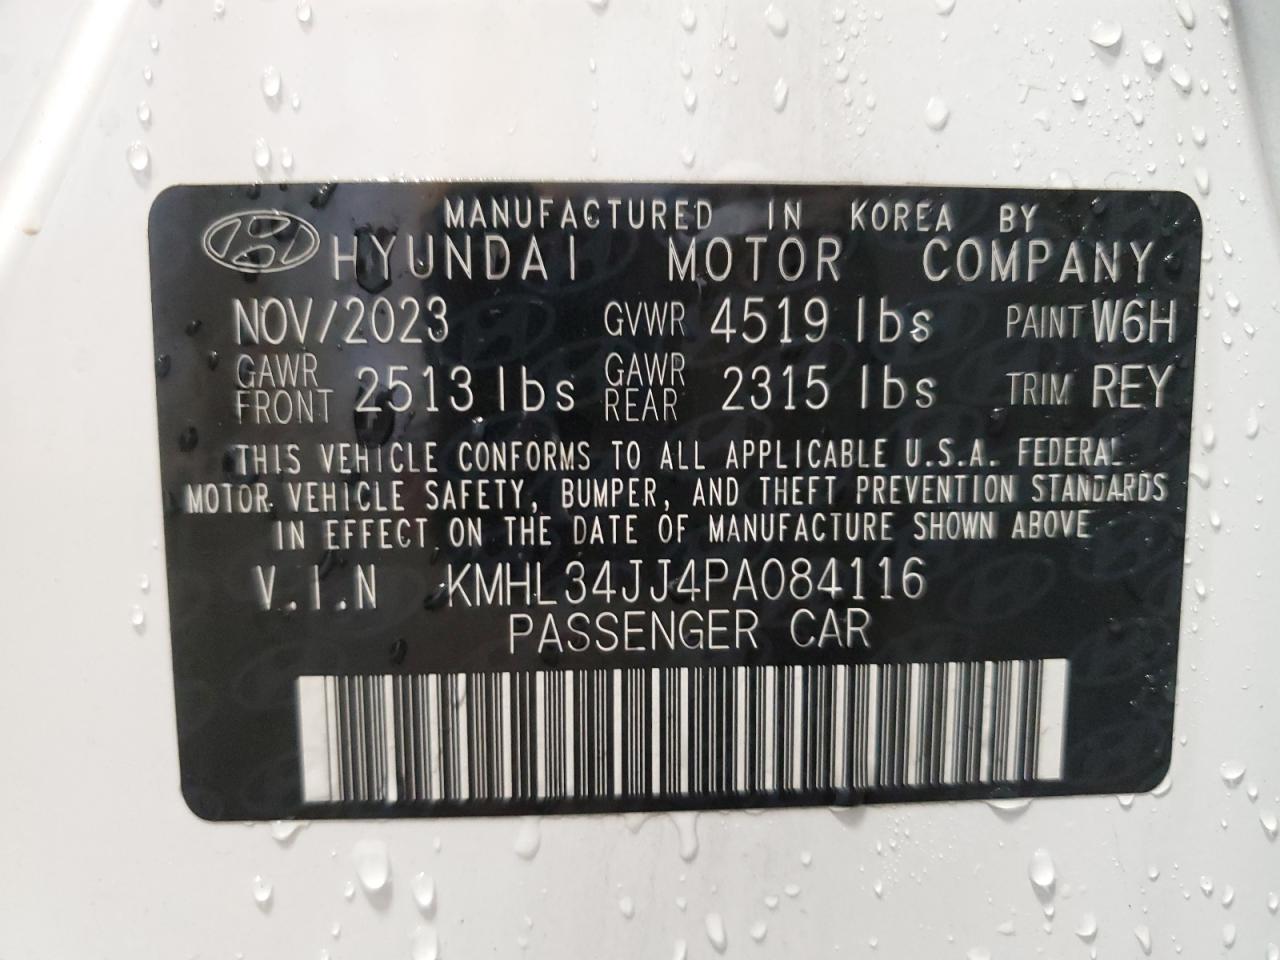 MANUFACTURED IN KOREA BY
HYUNDAI MOTOR COMPANY
NOV/2023 GVWR 4519 lbs PAINT W6H
GAWR FRONT 2513 lbs GAWR REAR 2315 lbs TRIM REY
THIS VEHICLE CONFORMS TO ALL APPLICABLE U.S.A. FEDERAL
MOTOR VEHICLE SAFETY, BUMPER, AND THEFT PREVENTION STANDARDS
IN EFFECT ON THE DATE OF MANUFACTURE SHOWN ABOVE
V.I.N KMHL34JJ4PA084116
PASSENGER CAR